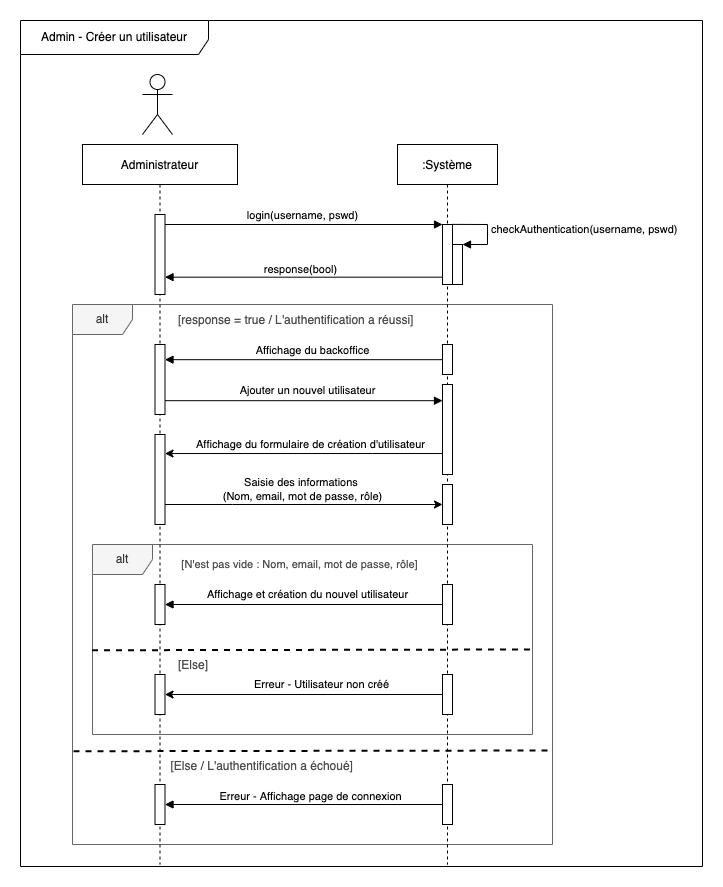 Admin - Créer un utilisateur
Administrateur
:Système
login(username, pswd)
checkAuthentication(username, pswd)
response(bool)
alt
[response = true / L'authentification a réussi]
Affichage du backoffice
Ajouter un nouvel utilisateur
Affichage du formulaire de création d'utilisateur
Saisie des informations
(Nom, email, mot de passe, rôle)
alt
[N'est pas vide : Nom, email, mot de passe, rôle]
Affichage et création du nouvel utilisateur
[Else]
Erreur - Utilisateur non créé
[Else / L'authentification a échoué]
Erreur - Affichage page de connexion